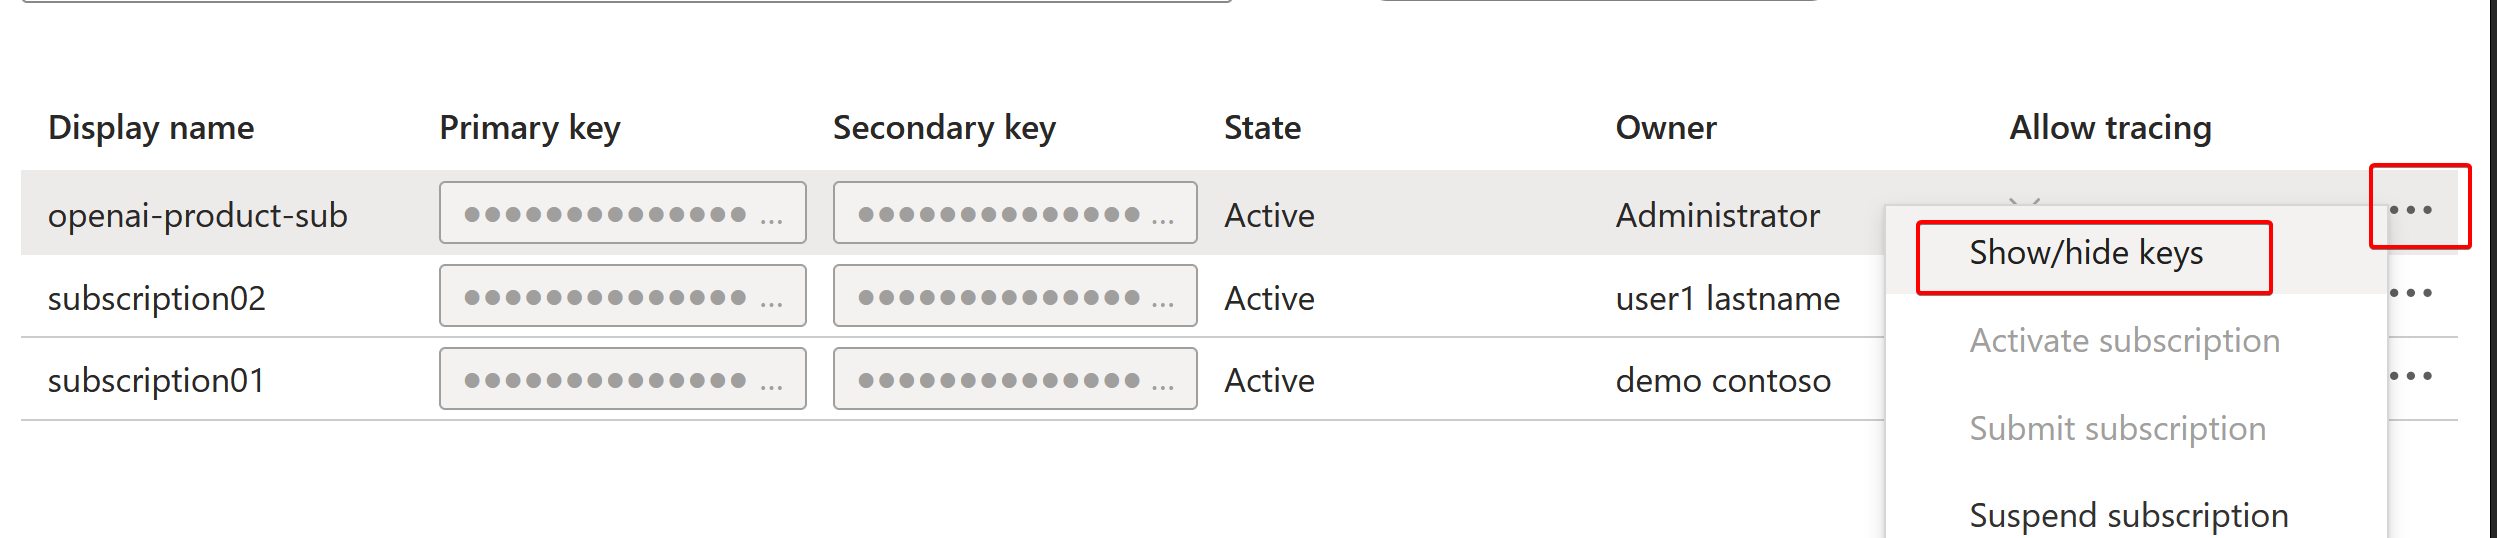 Display name Primary key Secondary key State Owner Allow tracing
openai-product-sub ●●●●●●●●●●●●●● ... ●●●●●●●●●●●●●● ... Active Administrator ...
Show/hide keys
subscription02 ●●●●●●●●●●●●●● ... ●●●●●●●●●●●●●● ... Active user1 lastname ...
Activate subscription
subscription01 ●●●●●●●●●●●●●● ... ●●●●●●●●●●●●●● ... Active demo contoso ...
Submit subscription
Suspend subscription